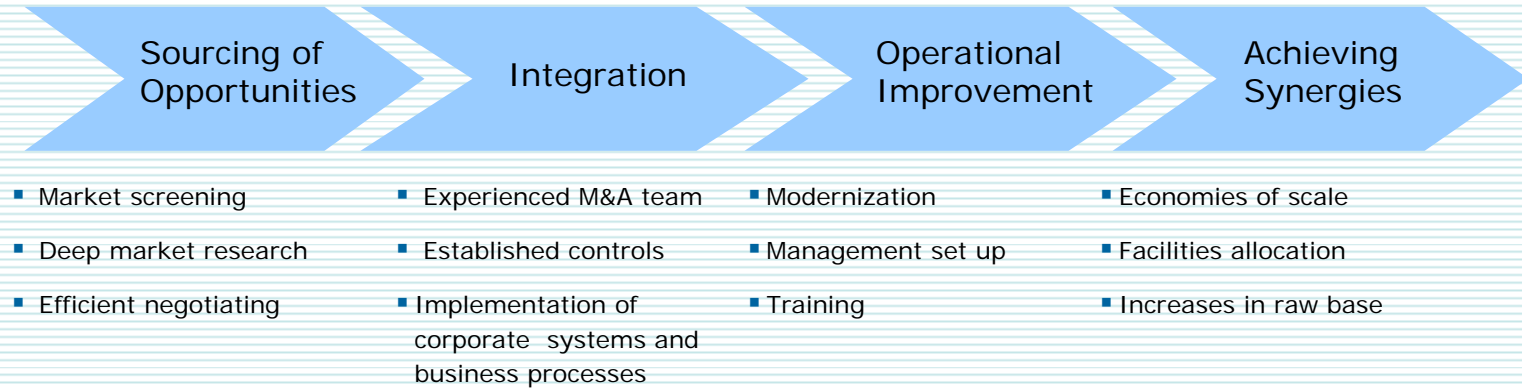 Sourcing of
Opportunities
Integration
Operational
Improvement
Achieving
Synergies
▪ Market screening
▪ Deep market research
▪ Efficient negotiating
▪ Experienced M&A team
▪ Established controls
▪ Implementation of
corporate systems and
business processes
▪ Modernization
▪ Management set up
▪ Training
▪ Economies of scale
▪ Facilities allocation
▪ Increases in raw base